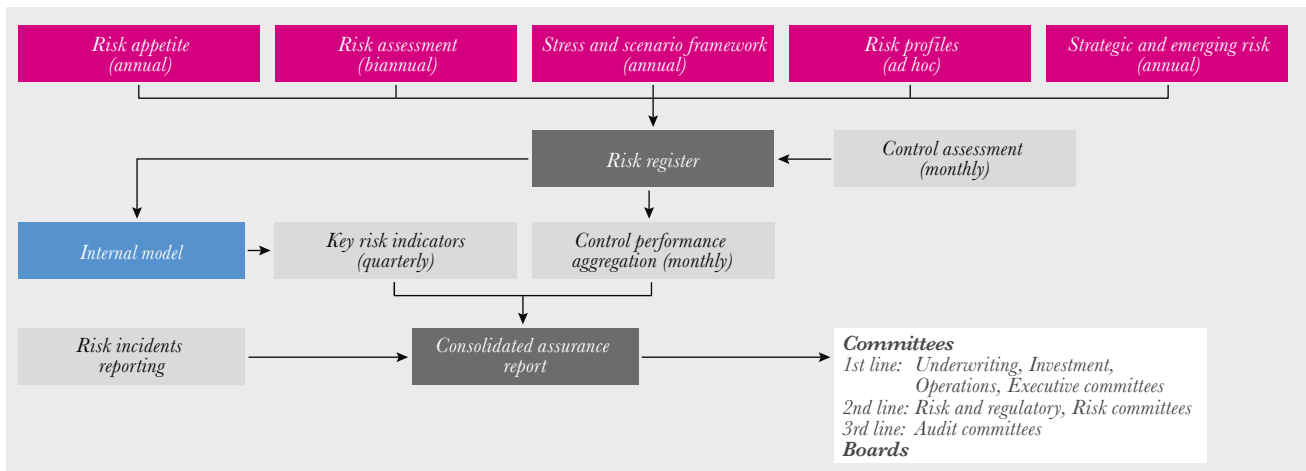 Risk appetite
(annual)
Risk assessment
(biannual)
Stress and scenario framework
(annual)
Risk profiles
(ad hoc)
Strategic and emerging risk
(annual)
Risk register
Control assessment
(monthly)
Internal model
Key risk indicators
(quarterly)
Control performance
aggregation (monthly)
Risk incidents
reporting
Consolidated assurance
report
Committees
1st line: Underwriting, Investment,
Operations, Executive committees
2nd line: Risk and regulatory, Risk committees
3rd line: Audit committees
Boards